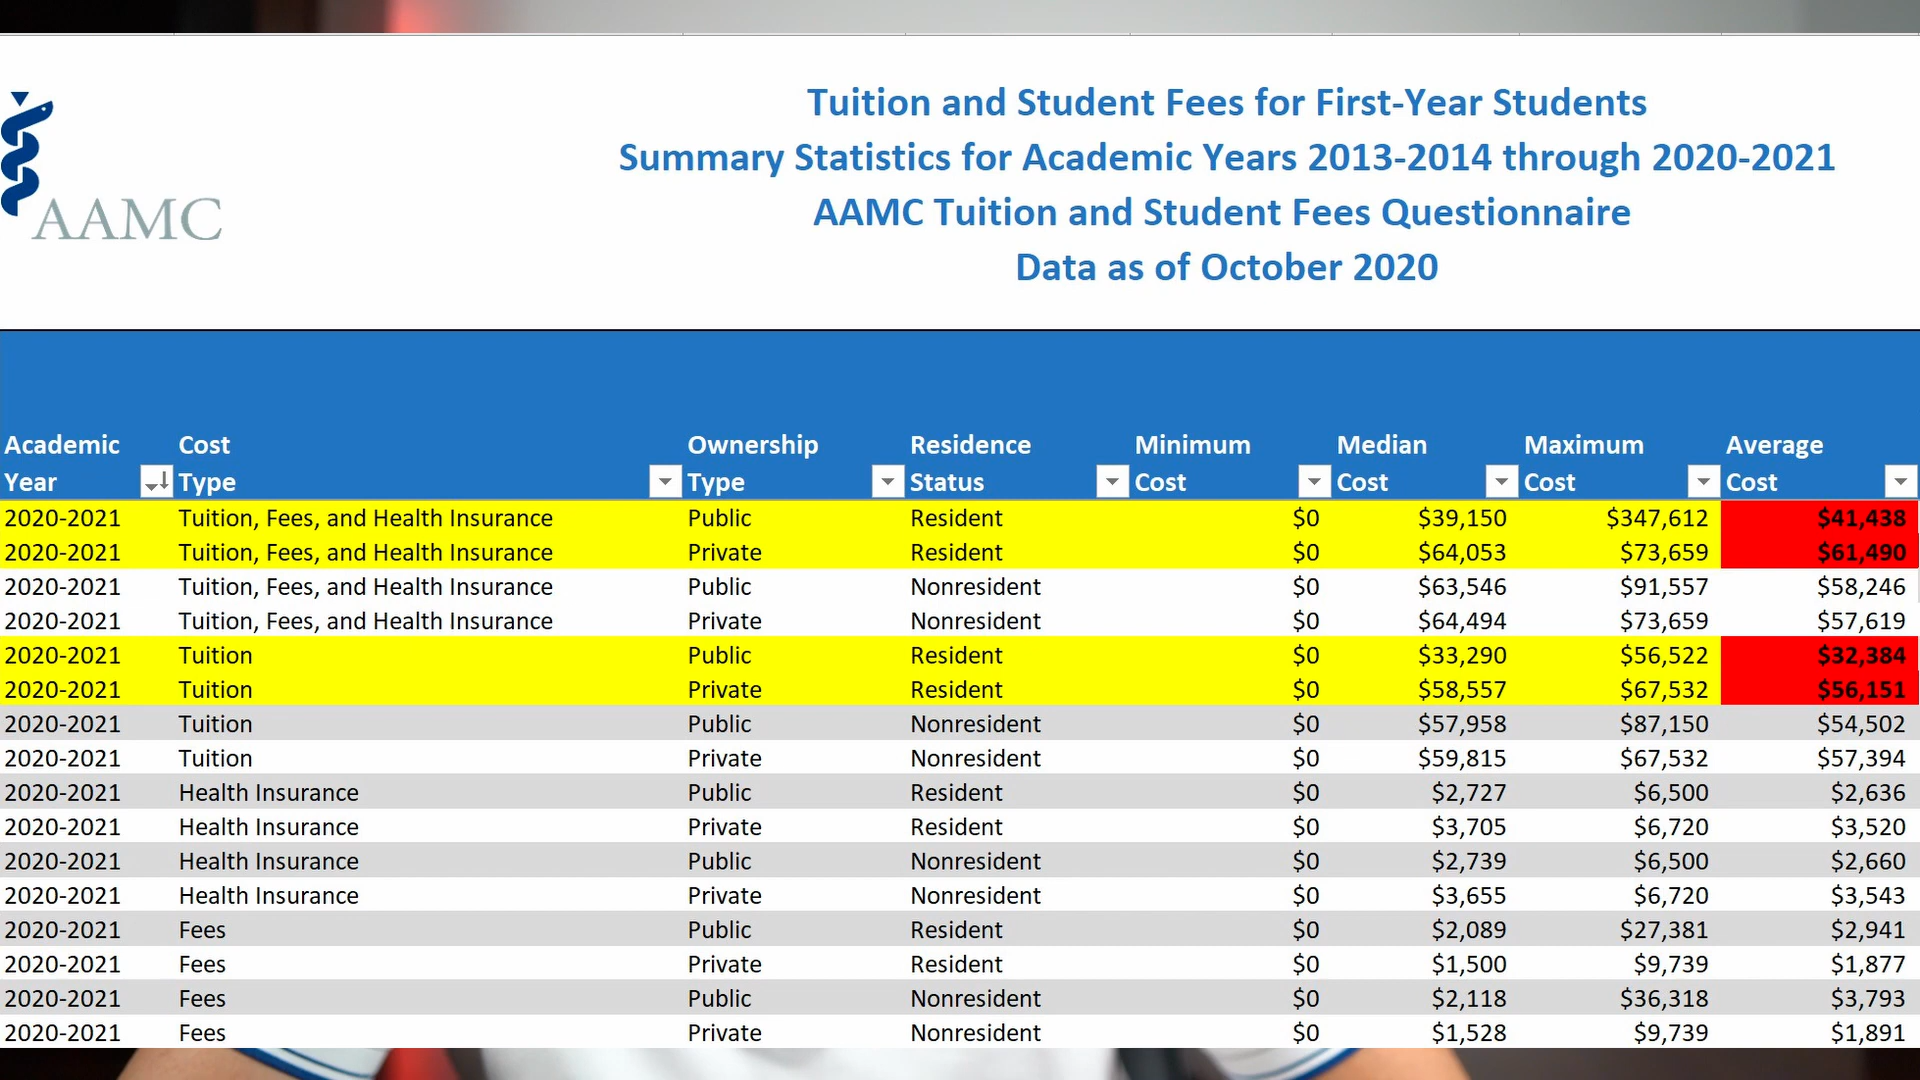 AAMC
Tuition and Student Fees for First-Year Students
Summary Statistics for Academic Years 2013-2014 through 2020-2021
AAMC Tuition and Student Fees Questionnaire
Data as of October 2020
Academic Year Cost Type Ownership Type Residence Status Minimum Cost Median Cost Maximum Cost Average Cost
2020-2021 Tuition, Fees, and Health Insurance Public Resident $0 $39,150 $347,612 $41,438
2020-2021 Tuition, Fees, and Health Insurance Private Resident $0 $64,053 $73,659 $61,490
2020-2021 Tuition, Fees, and Health Insurance Public Nonresident $0 $63,546 $91,557 $58,246
2020-2021 Tuition, Fees, and Health Insurance Private Nonresident $0 $64,494 $73,659 $57,619
2020-2021 Tuition Public Resident $0 $33,290 $56,522 $32,384
2020-2021 Tuition Private Resident $0 $58,557 $67,532 $56,151
2020-2021 Tuition Public Nonresident $0 $57,958 $87,150 $54,502
2020-2021 Tuition Private Nonresident $0 $59,815 $67,532 $57,394
2020-2021 Health Insurance Public Resident $0 $2,727 $6,500 $2,636
2020-2021 Health Insurance Private Resident $0 $3,705 $6,720 $3,520
2020-2021 Health Insurance Public Nonresident $0 $2,739 $6,500 $2,660
2020-2021 Health Insurance Private Nonresident $0 $3,655 $6,720 $3,543
2020-2021 Fees Public Resident $0 $2,089 $27,381 $2,941
2020-2021 Fees Private Resident $0 $1,500 $9,739 $1,877
2020-2021 Fees Public Nonresident $0 $2,118 $36,318 $3,793
2020-2021 Fees Private Nonresident $0 $1,528 $9,739 $1,891